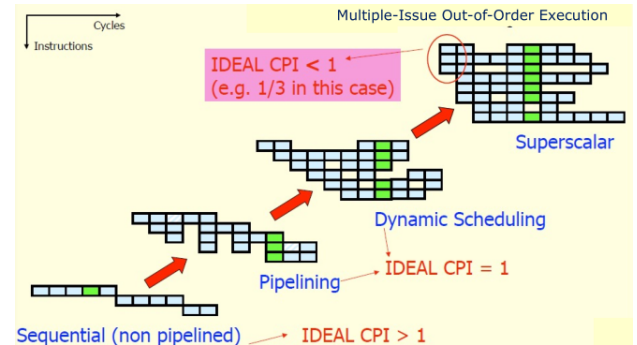 Cycles
Multiple-Issue Out-of-Order Execution
Instructions
IDEAL CPI < 1
(e.g. 1/3 in this case)
Superscalar
Dynamic Scheduling
Pipelining
IDEAL CPI = 1
Sequential (non pipelined)
IDEAL CPI > 1